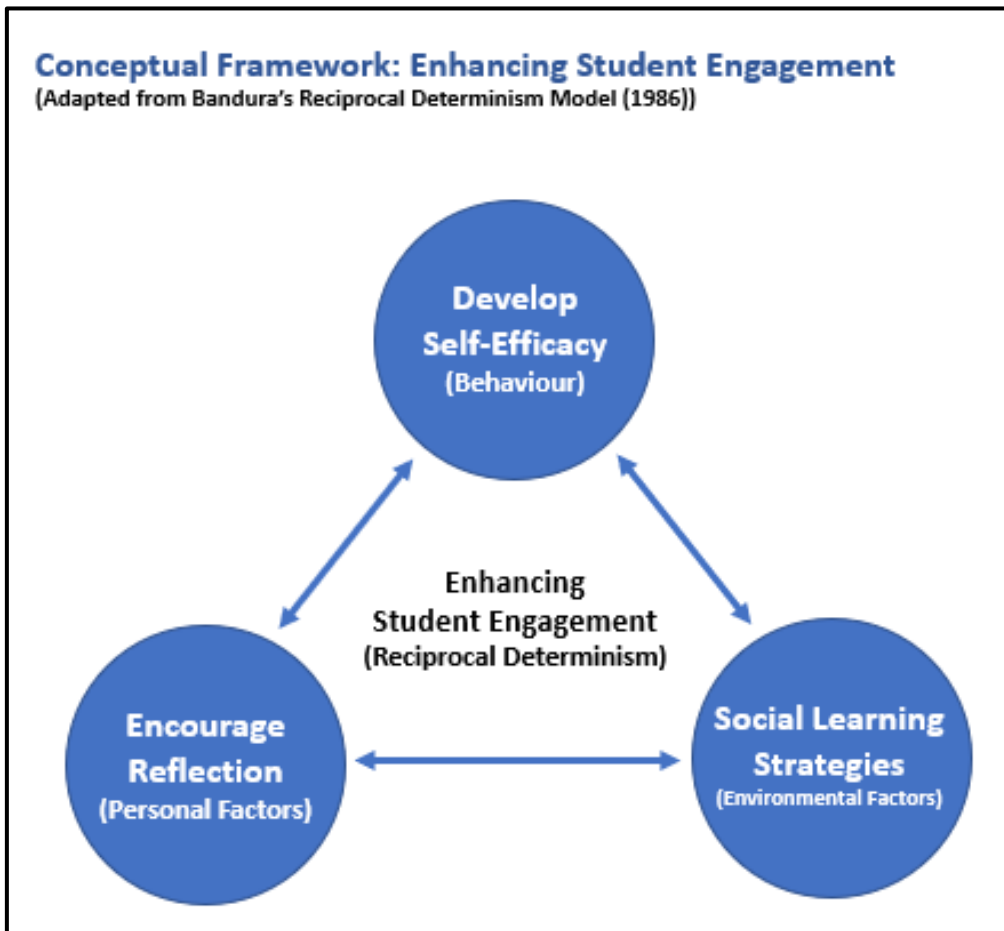 Conceptual Framework: Enhancing Student Engagement
(Adapted from Bandura’s Reciprocal Determinism Model (1986))
Develop
Self-Efficacy
(Behaviour)
Enhancing
Student Engagement
(Reciprocal Determinism)
Encourage
Reflection
(Personal Factors)
Social Learning
Strategies
(Environmental Factors)